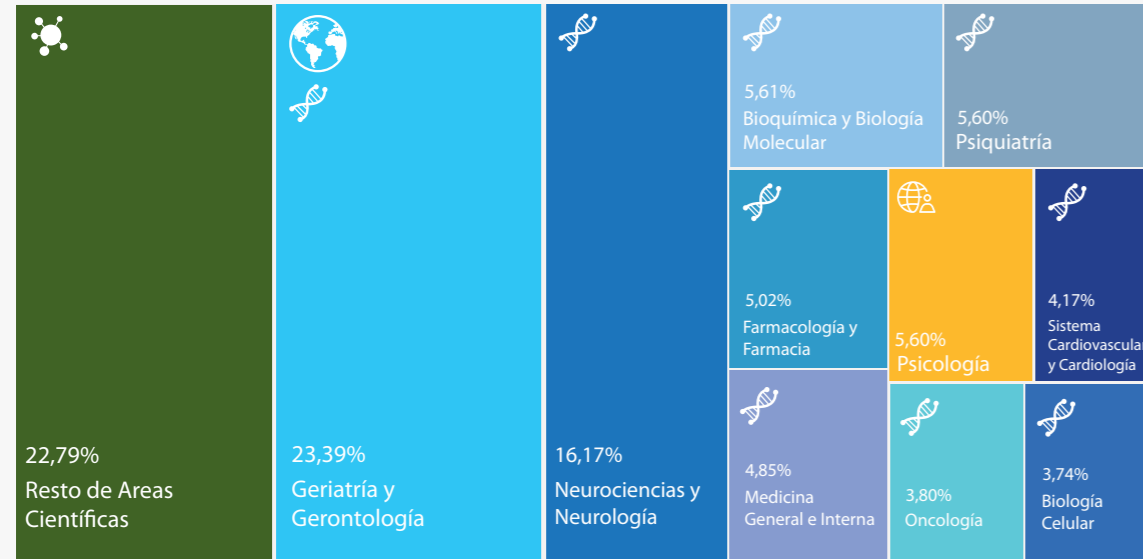 22,79%
Resto de Areas
Científicas
23,39%
Geriatría y
Gerontología
16,17%
Neurociencias y
Neurología
5,61%
Bioquímica y Biología
Molecular
5,60%
Psiquiatría
5,02%
Farmacología y
Farmacia
5,60%
Psicología
4,17%
Sistema
Cardiovascular
y Cardiología
4,85%
Medicina
General e Interna
3,80%
Oncología
3,74%
Biología
Celular